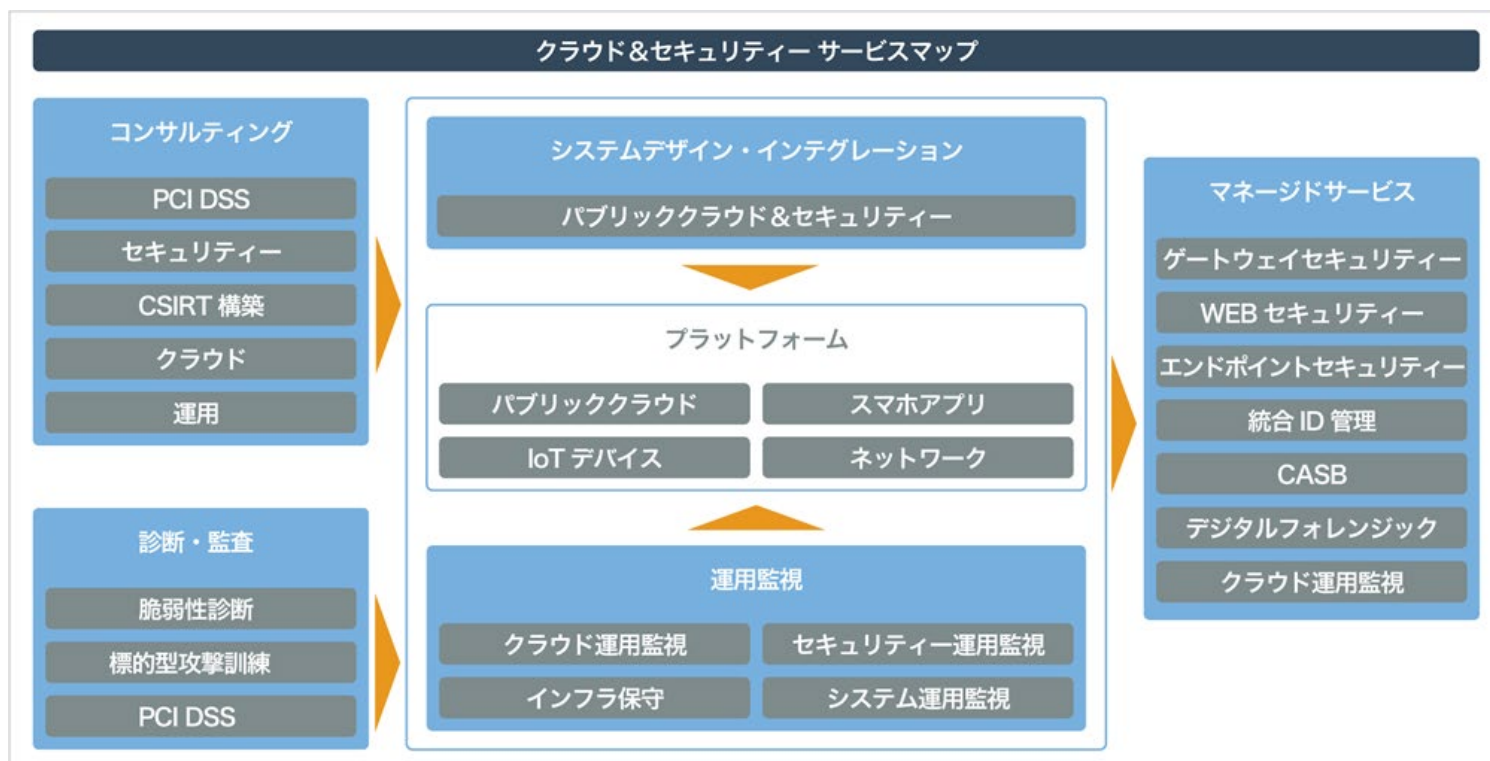 クラウド＆セキュリティー サービスマップ
コンサルティング
PCI DSS
セキュリティー
CSIRT 構築
クラウド
運用
診断・監査
脆弱性診断
標的型攻撃訓練
PCI DSS
システムデザイン・インテグレーション
パブリッククラウド＆セキュリティー
プラットフォーム
パブリッククラウド
スマホアプリ
IoT デバイス
ネットワーク
運用監視
クラウド運用監視
セキュリティー運用監視
インフラ保守
システム運用監視
マネージドサービス
ゲートウェイセキュリティー
WEB セキュリティー
エンドポイントセキュリティー
統合 ID 管理
CASB
デジタルフォレンジック
クラウド運用監視